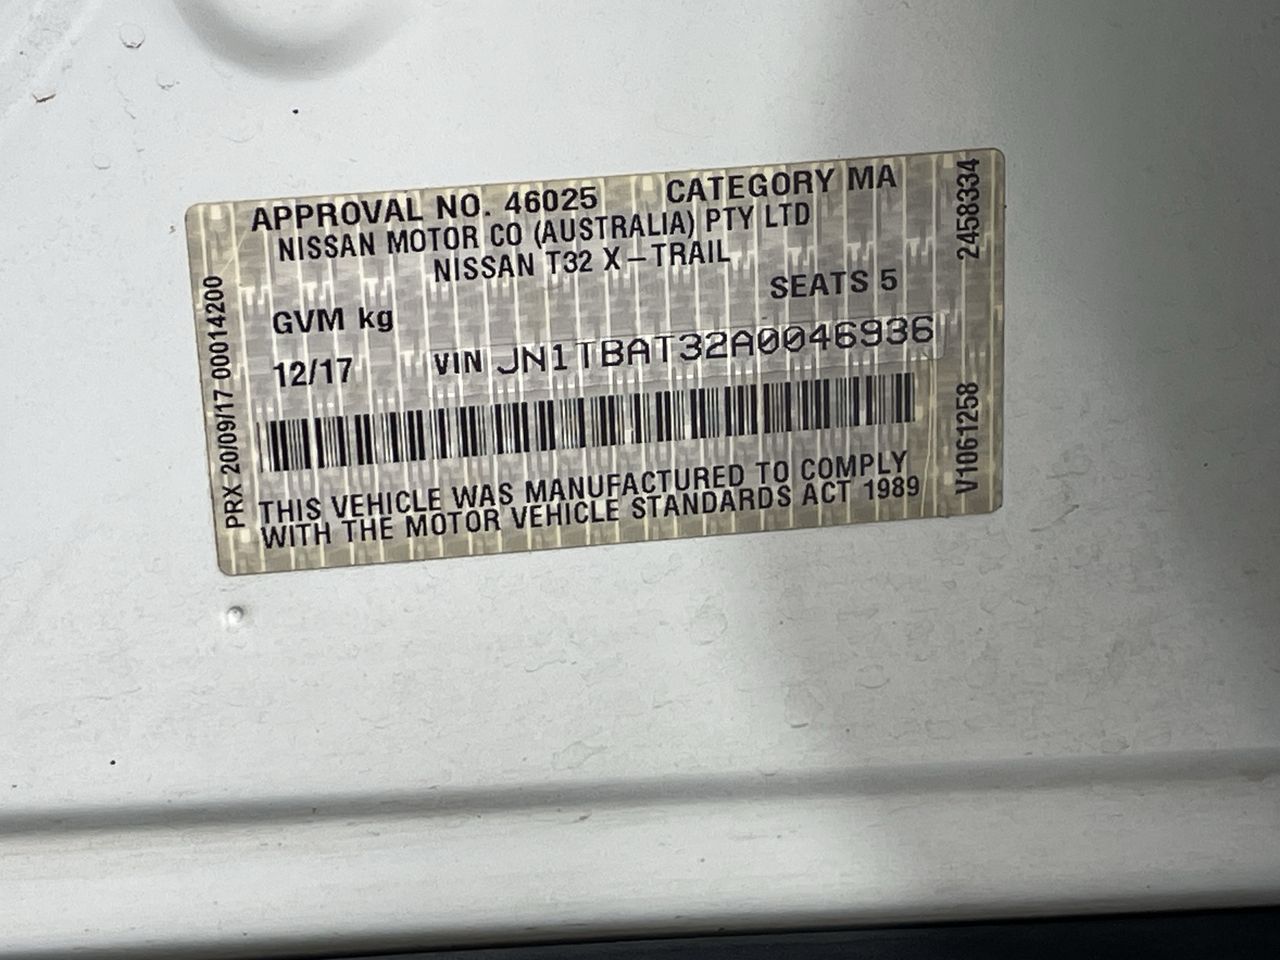 APPROVAL NO. 46025 CATEGORY MA
NISSAN MOTOR CO (AUSTRALIA) PTY LTD
NISSAN T32 X-TRAIL
SEATS 5
GVM kg
12/17 VIN JN1TBAT32A0046936
THIS VEHICLE WAS MANUFACTURED TO COMPLY
WITH THE MOTOR VEHICLE STANDARDS ACT 1989
PRX 20/09/17 00014200
2458334
V1061258